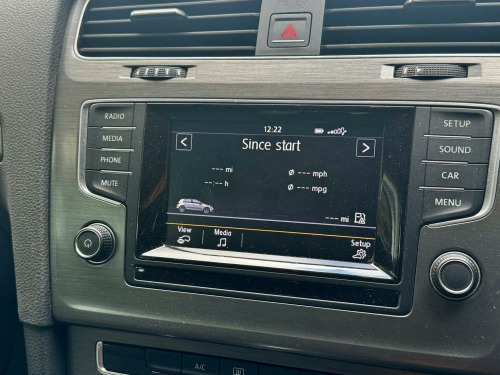 RADIO
MEDIA
PHONE
MUTE
12:22
Since start
< >
--- mi
Ø --- mph
--:-- h
Ø --- mpg
--- mi
View
Media
Setup
SETUP
SOUND
CAR
MENU
A/C